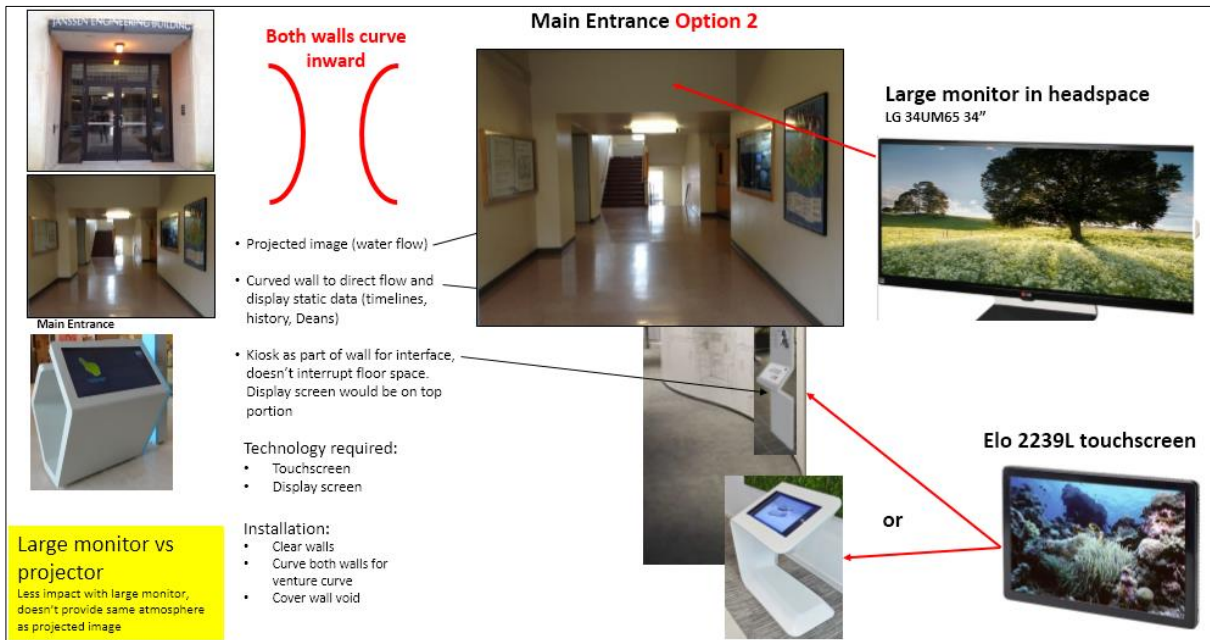 JANSSEN ENGINEERING BUILDING
Main Entrance
Large monitor vs
projector
Less impact with large monitor,
doesn't provide same atmosphere
as projected image
Both walls curve
inward
• Projected image (water flow)
• Curved wall to direct flow and
display static data (timelines,
history, Deans)
• Kiosk as part of wall for interface,
doesn't interrupt floor space.
Display screen would be on top
portion
Technology required:
• Touchscreen
• Display screen
Installation:
• Clear walls
• Curve both walls for
venture curve
• Cover wall void
Main Entrance Option 2
Large monitor in headspace
LG 34UM65 34”
Elo 2239L touchscreen
or